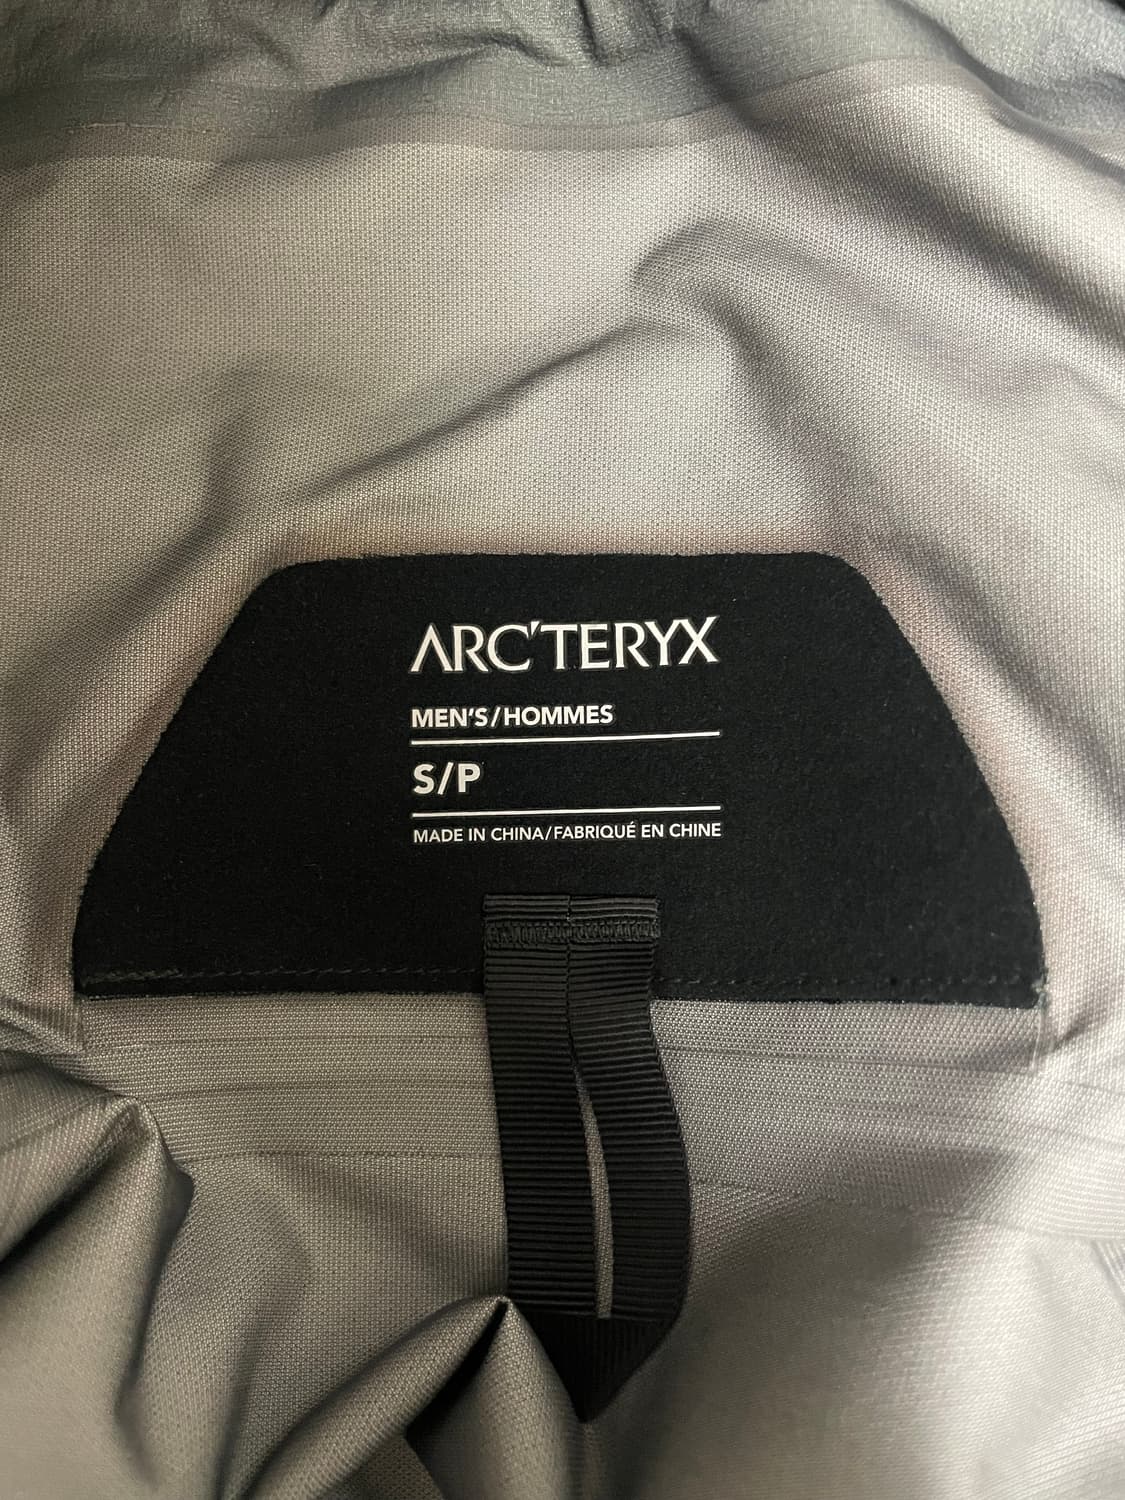 ARC'TERYX
MEN'S/HOMMES
S/P
MADE IN CHINA/FABRIQUÉ EN CHINE